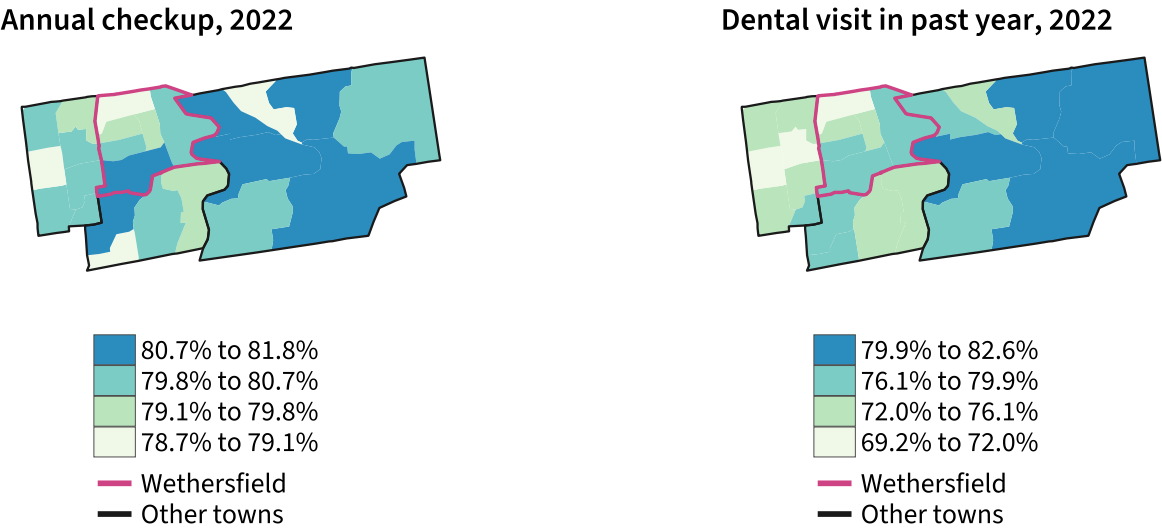 Annual checkup, 2022
80.7% to 81.8%
79.8% to 80.7%
79.1% to 79.8%
78.7% to 79.1%
Wethersfield
Other towns
Dental visit in past year, 2022
79.9% to 82.6%
76.1% to 79.9%
72.0% to 76.1%
69.2% to 72.0%
Wethersfield
Other towns